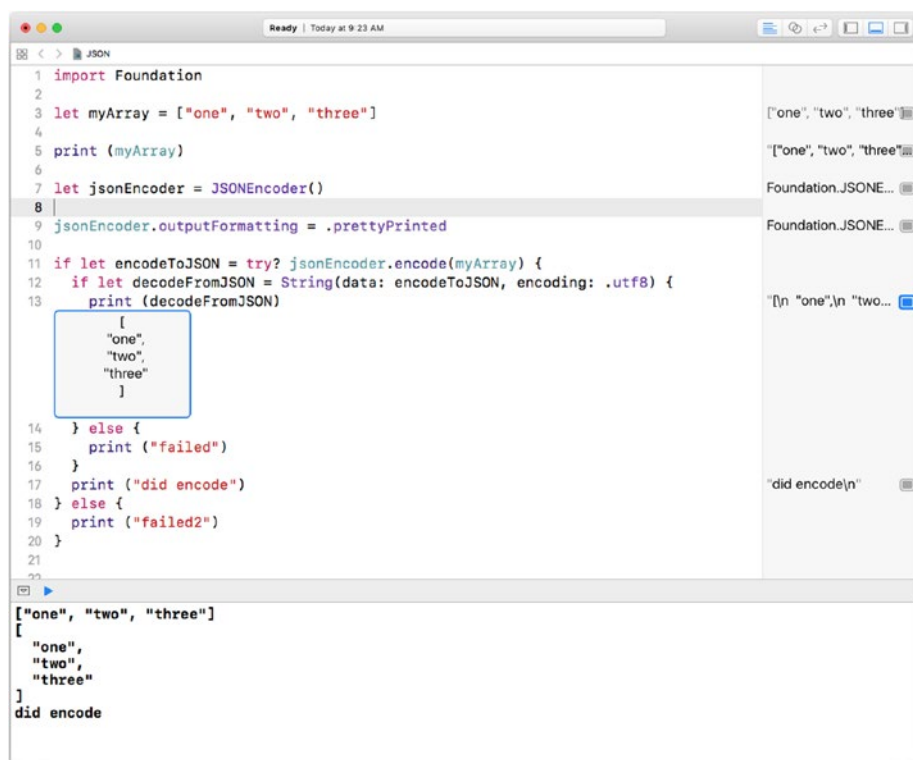 Ready | Today at 9:23 AM
JSON
1 import Foundation
2
3 let myArray = ["one", "two", "three"]
["one", "two", "three"]
4
5 print (myArray)
"["one", "two", "three"...
6
7 let jsonEncoder = JSONEncoder()
Foundation.JSONE...
8
9 jsonEncoder.outputFormatting = .prettyPrinted
Foundation.JSONE...
10
11 if let encodeToJSON = try? jsonEncoder.encode(myArray) {
12 if let decodeFromJSON = String(data: encodeToJSON, encoding: .utf8) {
13 print (decodeFromJSON)
"[\n "one",\n "two...
[
"one",
"two",
"three"
]
14 } else {
15 print ("failed")
16 }
17 print ("did encode")
"did encode\n"
18 } else {
19 print ("failed2")
20 }
21
22
["one", "two", "three"]
[
"one",
"two",
"three"
]
did encode